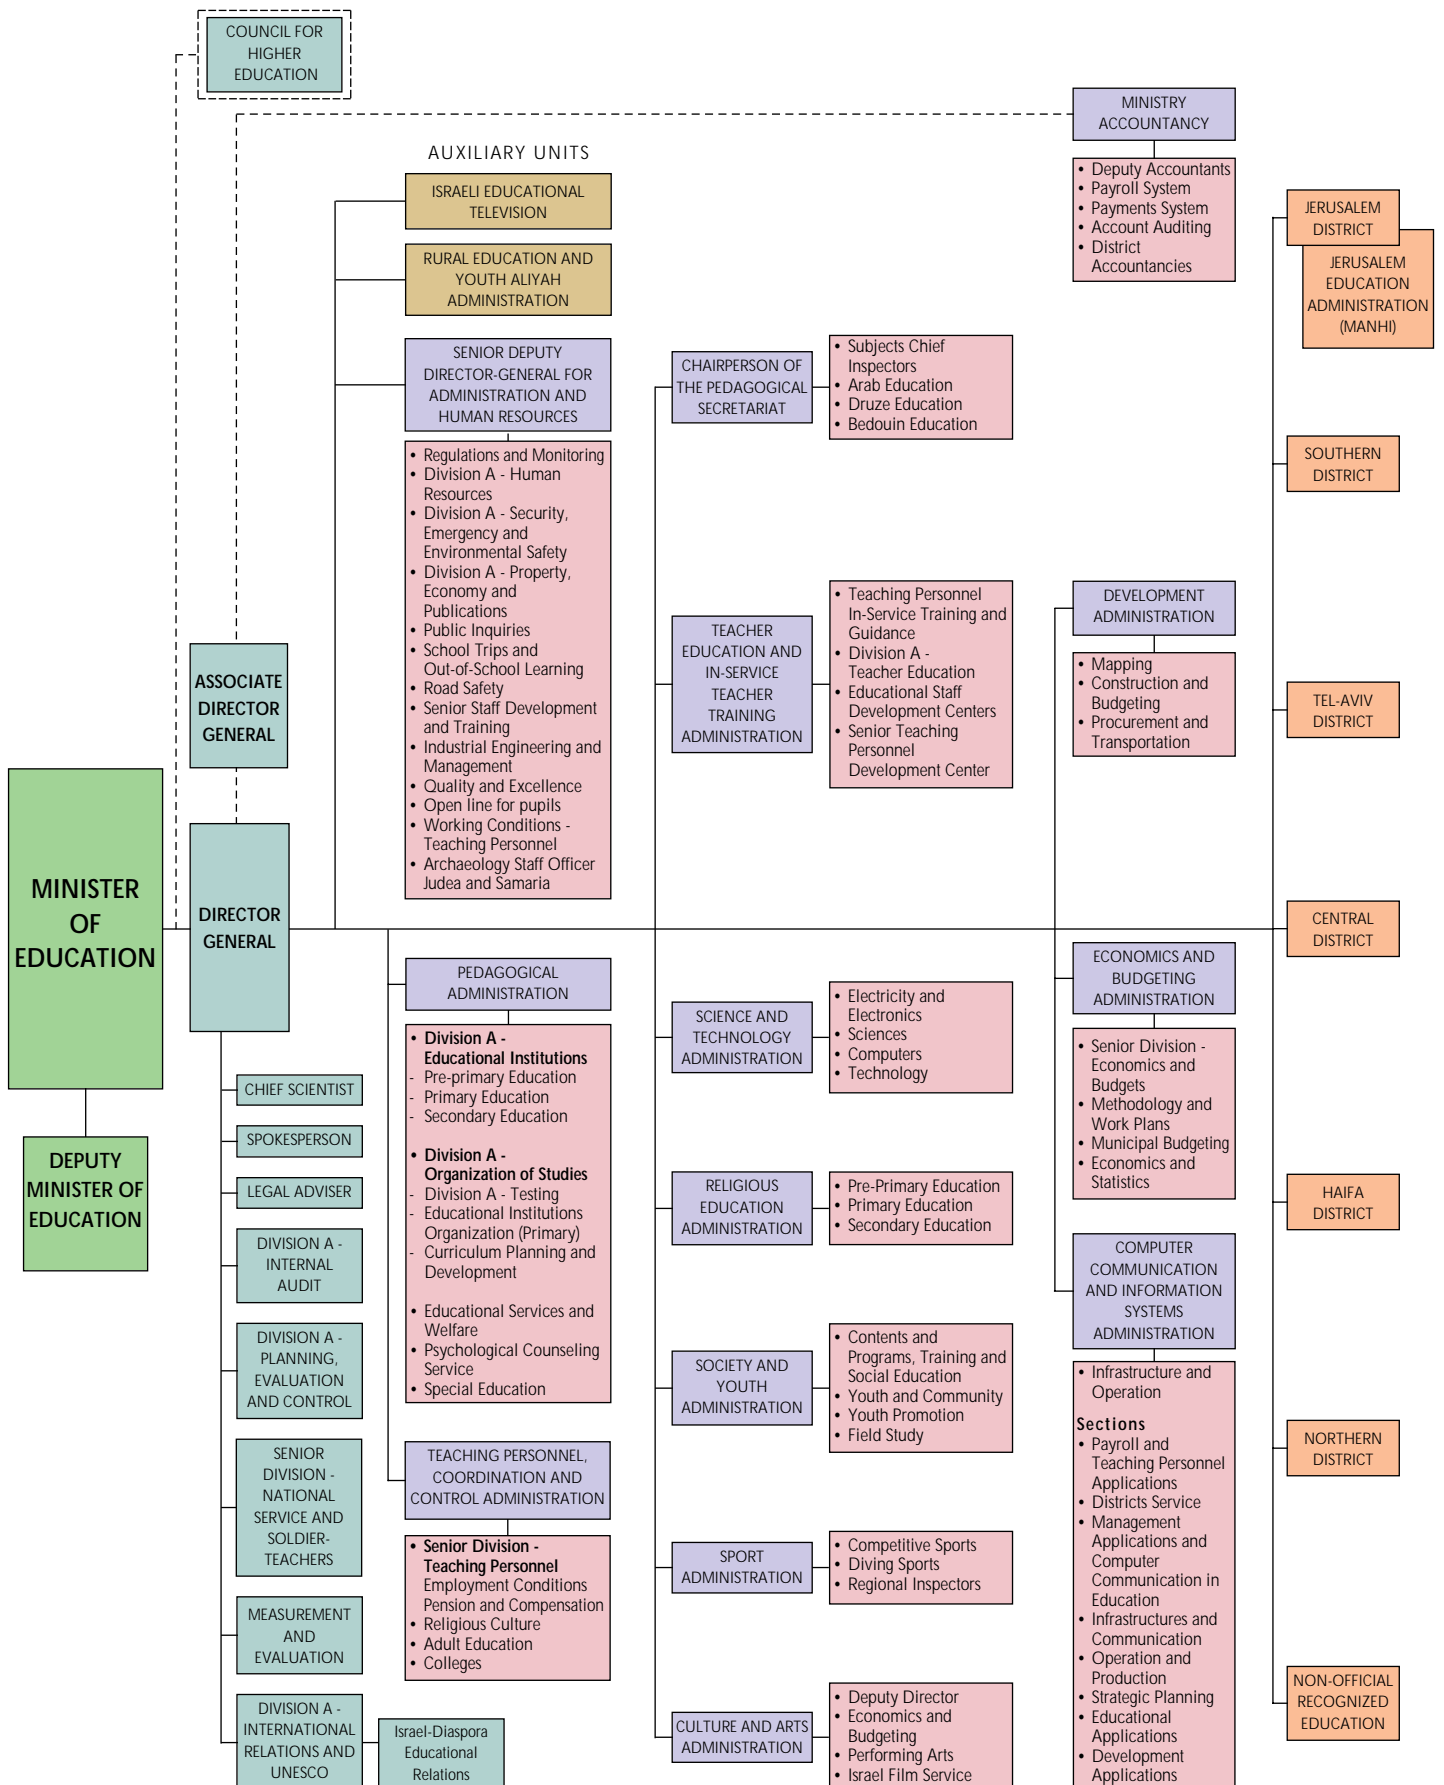 COUNCIL FOR
HIGHER
EDUCATION
MINISTRY
ACCOUNTANCY
• Deputy Accountants
• Payroll System
• Payments System
• Account Auditing
• District
Accountancies
AUXILIARY UNITS
ISRAELI EDUCATIONAL
TELEVISION
RURAL EDUCATION AND
YOUTH ALIYAH
ADMINISTRATION
SENIOR DEPUTY
DIRECTOR-GENERAL FOR
ADMINISTRATION AND
HUMAN RESOURCES
• Regulations and Monitoring
• Division A - Human
Resources
• Division A - Security,
Emergency and
Environmental Safety
• Division A - Property,
Economy and
Publications
• Public Inquiries
• School Trips and
Out-of-School Learning
• Road Safety
• Senior Staff Development
and Training
• Industrial Engineering and
Management
• Quality and Excellence
• Open line for pupils
• Working Conditions -
Teaching Personnel
• Archaeology Staff Officer
Judea and Samaria
ASSOCIATE
DIRECTOR
GENERAL
MINISTER
OF
EDUCATION
DEPUTY
MINISTER OF
EDUCATION
DIRECTOR
GENERAL
CHIEF SCIENTIST
SPOKESPERSON
LEGAL ADVISER
DIVISION A -
INTERNAL
AUDIT
DIVISION A -
PLANNING,
EVALUATION
AND CONTROL
SENIOR
DIVISION -
NATIONAL
SERVICE AND
SOLDIER-
TEACHERS
MEASUREMENT
AND
EVALUATION
DIVISION A -
INTERNATIONAL
RELATIONS AND
UNESCO
Israel-Diaspora
Educational
Relations
PEDAGOGICAL
ADMINISTRATION
• Division A -
Educational Institutions
- Pre-primary Education
- Primary Education
- Secondary Education
• Division A -
Organization of Studies
- Division A - Testing
- Educational Institutions
Organization (Primary)
- Curriculum Planning and
Development
• Educational Services and
Welfare
• Psychological Counseling
Service
• Special Education
TEACHING PERSONNEL,
COORDINATION AND
CONTROL ADMINISTRATION
• Senior Division -
Teaching Personnel
Employment Conditions
Pension and Compensation
• Religious Culture
• Adult Education
• Colleges
CHAIRPERSON OF
THE PEDAGOGICAL
SECRETARIAT
• Subjects Chief
Inspectors
• Arab Education
• Druze Education
• Bedouin Education
TEACHER
EDUCATION AND
IN-SERVICE
TEACHER
TRAINING
ADMINISTRATION
• Teaching Personnel
In-Service Training and
Guidance
• Division A -
Teacher Education
• Educational Staff
Development Centers
• Senior Teaching
Personnel
Development Center
SCIENCE AND
TECHNOLOGY
ADMINISTRATION
• Electricity and
Electronics
• Sciences
• Computers
• Technology
RELIGIOUS
EDUCATION
ADMINISTRATION
• Pre-Primary Education
• Primary Education
• Secondary Education
SOCIETY AND
YOUTH
ADMINISTRATION
• Contents and
Programs, Training and
Social Education
• Youth and Community
• Youth Promotion
• Field Study
SPORT
ADMINISTRATION
• Competitive Sports
• Diving Sports
• Regional Inspectors
CULTURE AND ARTS
ADMINISTRATION
• Deputy Director
• Economics and
Budgeting
• Performing Arts
• Israel Film Service
DEVELOPMENT
ADMINISTRATION
• Mapping
• Construction and
Budgeting
• Procurement and
Transportation
ECONOMICS AND
BUDGETING
ADMINISTRATION
• Senior Division -
Economics and
Budgets
• Methodology and
Work Plans
• Municipal Budgeting
• Economics and
Statistics
COMPUTER
COMMUNICATION
AND INFORMATION
SYSTEMS
ADMINISTRATION
• Infrastructure and
Operation
Sections
• Payroll and
Teaching Personnel
Applications
• Districts Service
• Management
Applications and
Computer
Communication in
Education
• Infrastructures and
Communication
• Operation and
Production
• Strategic Planning
• Educational
Applications
• Development
Applications
JERUSALEM
DISTRICT
JERUSALEM
EDUCATION
ADMINISTRATION
(MANHI)
SOUTHERN
DISTRICT
TEL-AVIV
DISTRICT
CENTRAL
DISTRICT
HAIFA
DISTRICT
NORTHERN
DISTRICT
NON-OFFICIAL
RECOGNIZED
EDUCATION